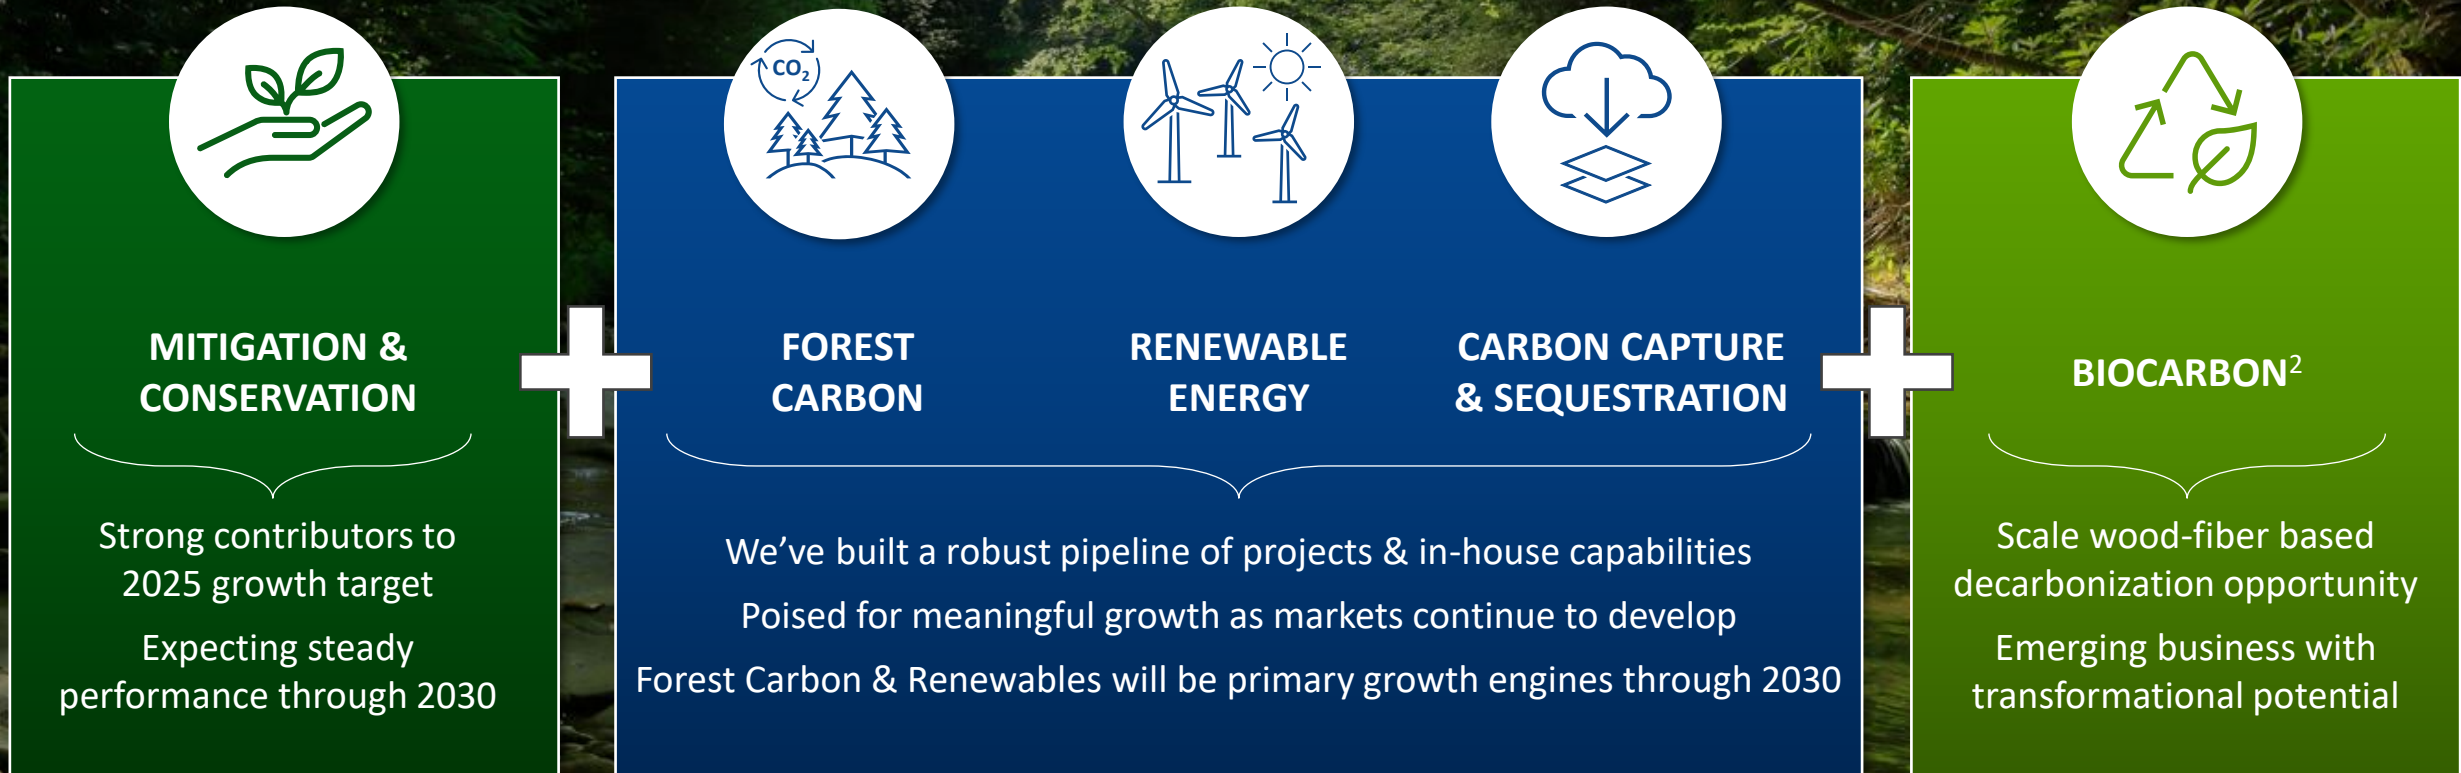 MITIGATION &
CONSERVATION
Strong contributors to
2025 growth target
Expecting steady
performance through 2030
CO₂
FOREST
CARBON
RENEWABLE
ENERGY
CARBON CAPTURE
& SEQUESTRATION
We’ve built a robust pipeline of projects & in-house capabilities
Poised for meaningful growth as markets continue to develop
Forest Carbon & Renewables will be primary growth engines through 2030
BIOCARBON²
Scale wood-fiber based
decarbonization opportunity
Emerging business with
transformational potential